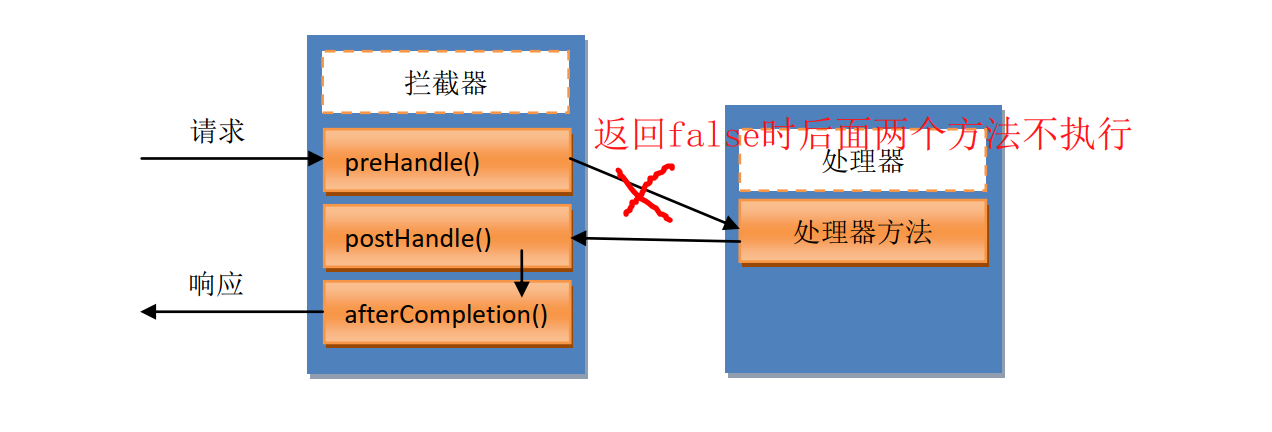 拦截器
请求
返回false时后面两个方法不执行
preHandle()
处理器
postHandle()
处理器方法
响应
afterCompletion()